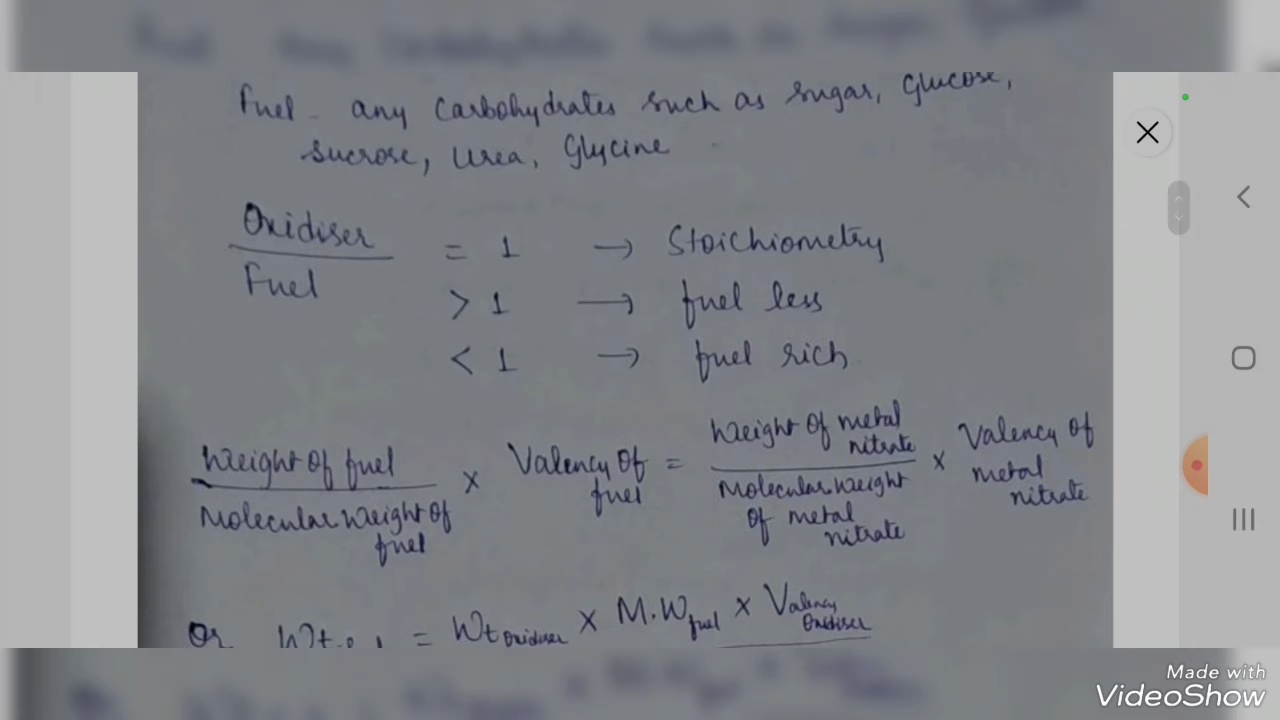 Fuel - any Carbohydrates such as sugar, Glucose,
sucrose, Urea, Glycine
Oxidiser
Fuel
= 1 → Stoichiometry
> 1 → fuel less
< 1 → fuel rich
Weight of fuel
Molecular weight of
fuel
× Valency of
fuel
= Weight of metal
nitrate
Molecular weight
of metal
nitrate
× Valency of
metal
nitrate
Or = Wt oxidiser × M.W fuel × Valency
Oxidiser
Made with
VideoShow